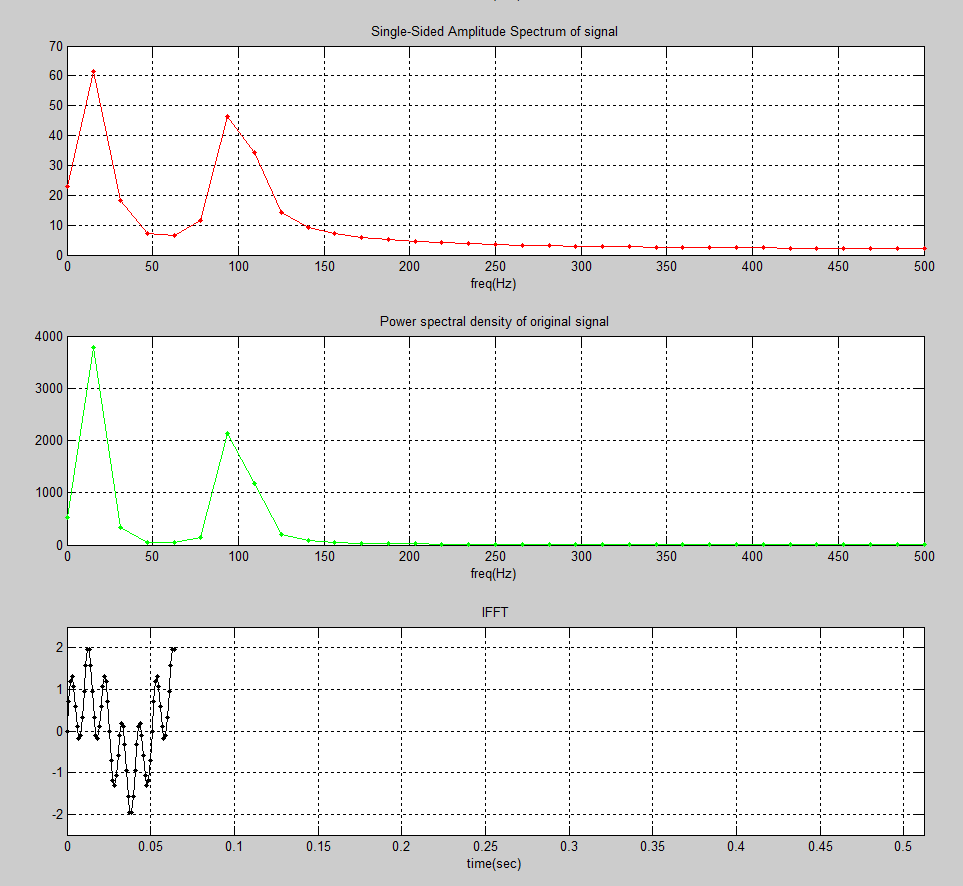 Single-Sided Amplitude Spectrum of signal
70
60
50
40
30
20
10
0
0 50 100 150 200 250 300 350 400 450 500
freq(Hz)
Power spectral density of original signal
4000
3000
2000
1000
0
0 50 100 150 200 250 300 350 400 450 500
freq(Hz)
IFFT
2
1
0
-1
-2
0 0.05 0.1 0.15 0.2 0.25 0.3 0.35 0.4 0.45 0.5
time(sec)